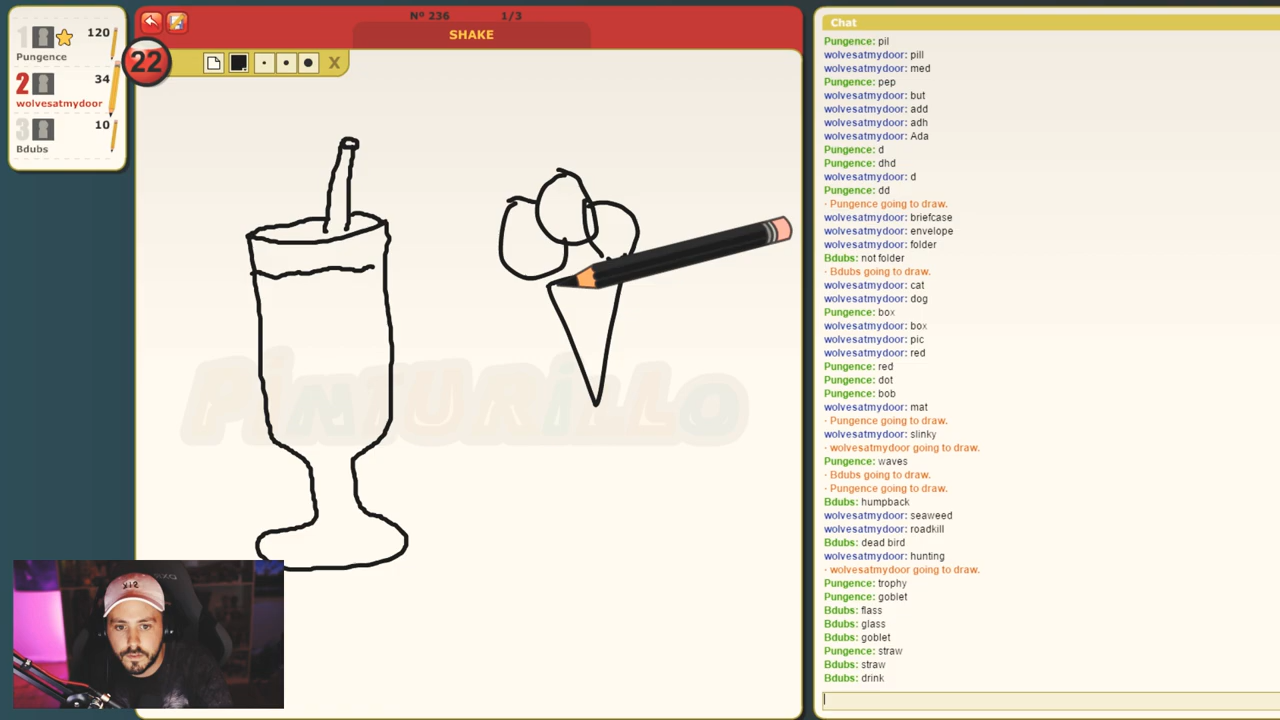 Nº 236 1/3
SHAKE
1 120
Pungence
2 34
wolvesatmydoor
3 10
Bdubs
22
X
PiNTURiLLO
Chat
Pungence: pil
wolvesatmydoor: pill
wolvesatmydoor: med
Pungence: pep
wolvesatmydoor: but
wolvesatmydoor: add
wolvesatmydoor: adh
wolvesatmydoor: Ada
Pungence: d
Pungence: dhd
wolvesatmydoor: d
Pungence: dd
· Pungence going to draw.
wolvesatmydoor: briefcase
wolvesatmydoor: envelope
wolvesatmydoor: folder
Bdubs: not folder
· Bdubs going to draw.
wolvesatmydoor: cat
wolvesatmydoor: dog
Pungence: box
wolvesatmydoor: box
wolvesatmydoor: pic
wolvesatmydoor: red
Pungence: red
Pungence: dot
Pungence: bob
wolvesatmydoor: mat
· Pungence going to draw.
wolvesatmydoor: slinky
· wolvesatmydoor going to draw.
Pungence: waves
· Bdubs going to draw.
· Pungence going to draw.
Bdubs: humpback
wolvesatmydoor: seaweed
wolvesatmydoor: roadkill
Bdubs: dead bird
wolvesatmydoor: hunting
· wolvesatmydoor going to draw.
Pungence: trophy
Pungence: goblet
Bdubs: flass
Bdubs: glass
Bdubs: goblet
Pungence: straw
Bdubs: straw
Bdubs: drink